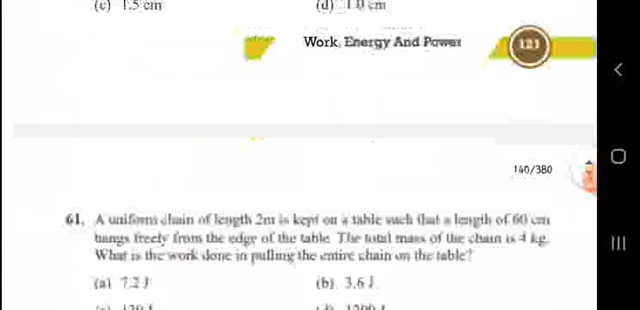 (c) 1.5 cm (d) 1.0 cm
Work, Energy And Power 121
140/380
61. A uniform chain of length 2m is kept on a table such that a length of 60 cm
hangs freely from the edge of the table. The total mass of the chain is 4 kg.
What is the work done in pulling the entire chain on the table?
(a) 7.2 J (b) 3.6 J
(c) 120 J (d) 1200 J